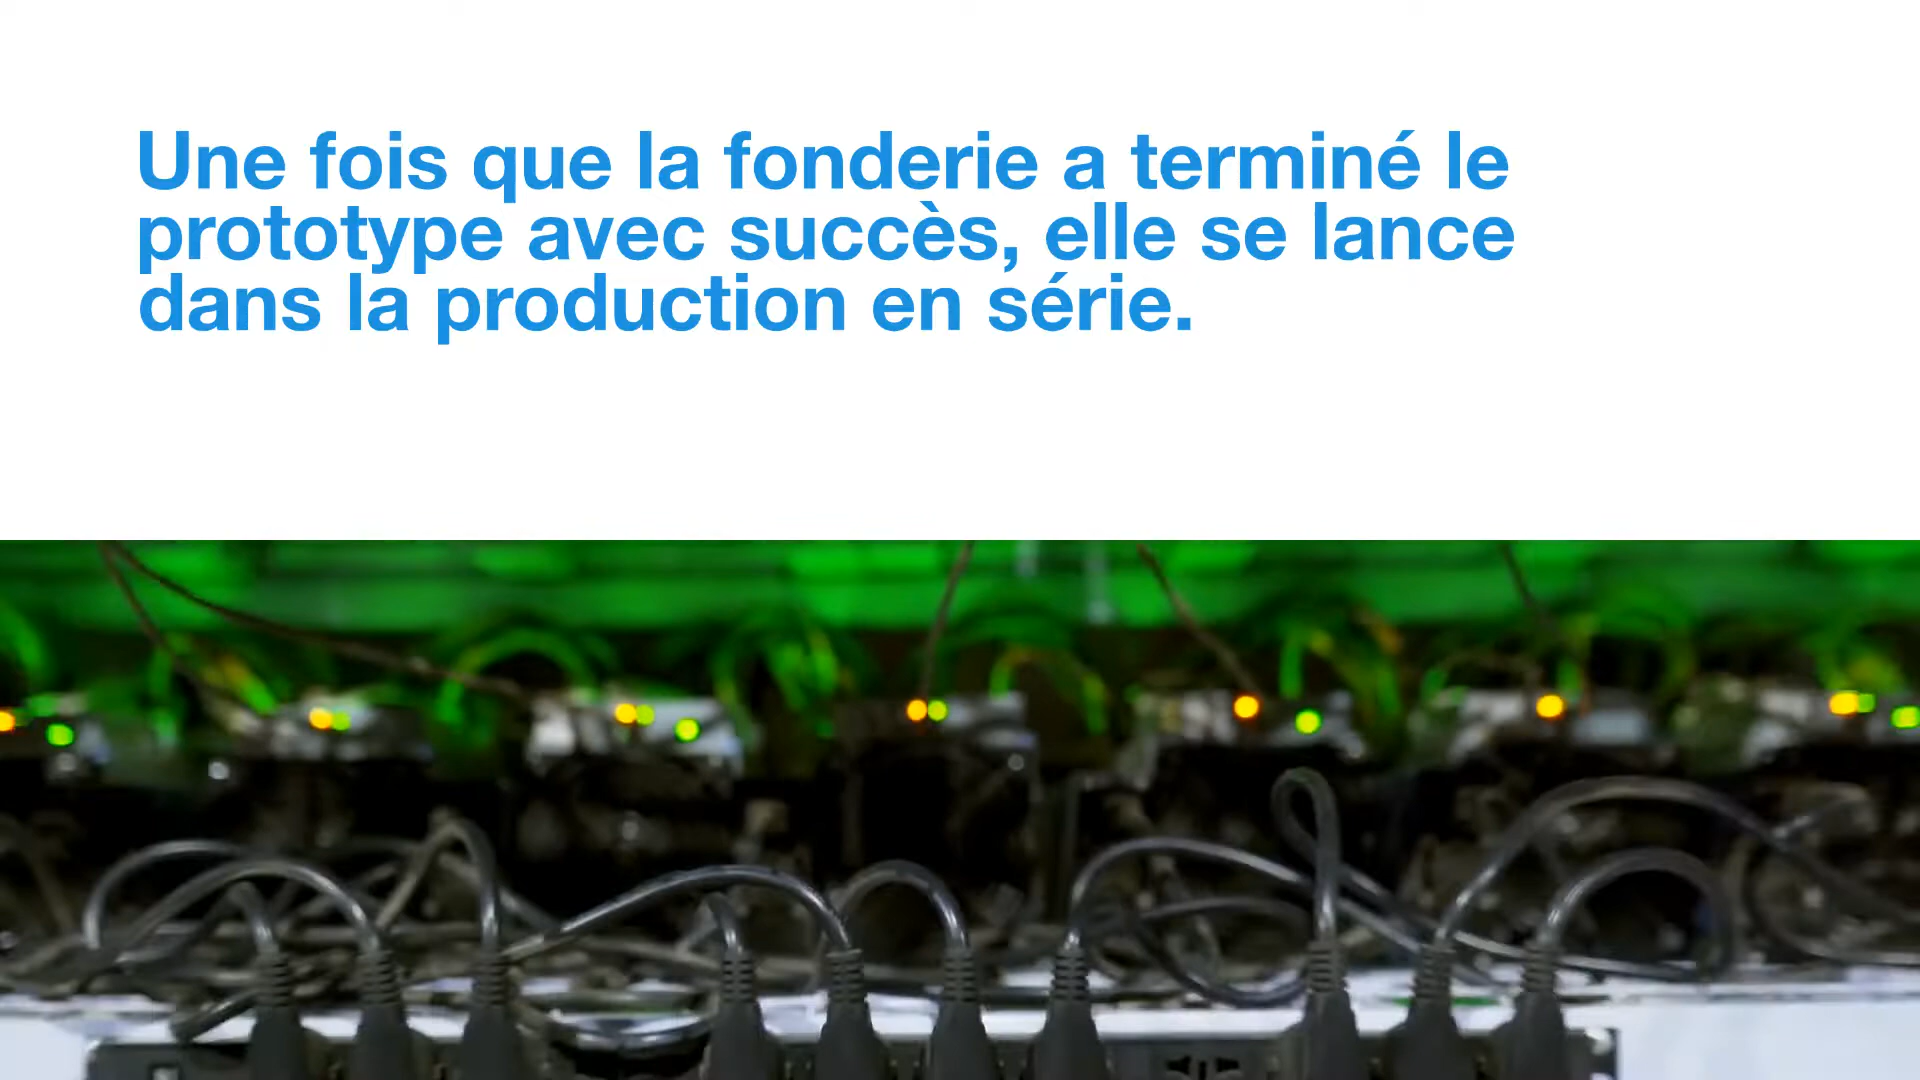 Une fois que la fonderie a terminé le
prototype avec succès, elle se lance
dans la production en série.